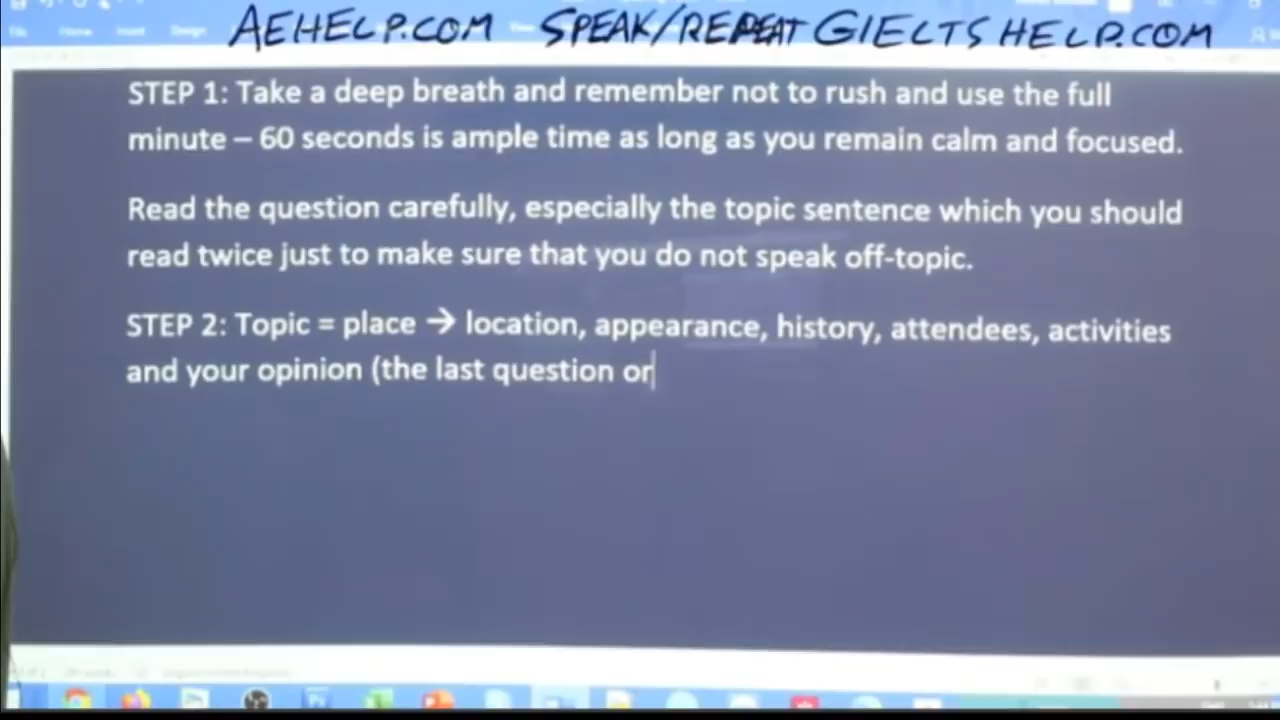 AEHELP.COM SPEAK/REPEAT GIELTSHELP.COM
STEP 1: Take a deep breath and remember not to rush and use the full
minute – 60 seconds is ample time as long as you remain calm and focused.
Read the question carefully, especially the topic sentence which you should
read twice just to make sure that you do not speak off-topic.
STEP 2: Topic = place → location, appearance, history, attendees, activities
and your opinion (the last question or